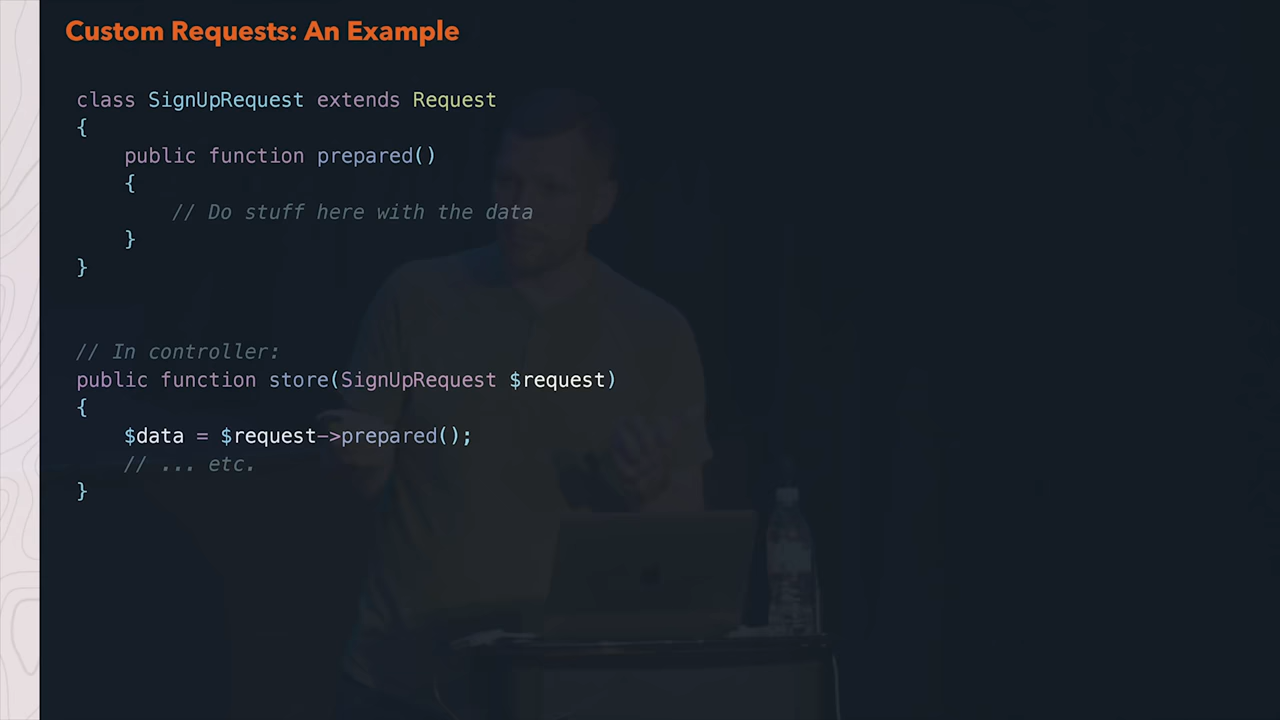 Custom Requests: An Example
class SignUpRequest extends Request
{
    public function prepared()
    {
        // Do stuff here with the data
    }
}
// In controller:
public function store(SignUpRequest $request)
{
    $data = $request->prepared();
    // ... etc.
}